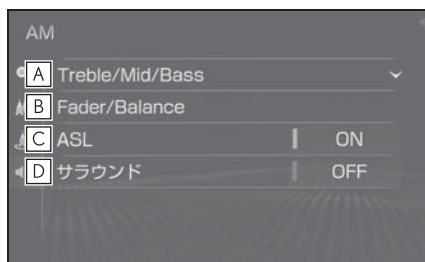 AM
A Treble/Mid/Bass
B Fader/Balance
C ASL ON
D サラウンド OFF